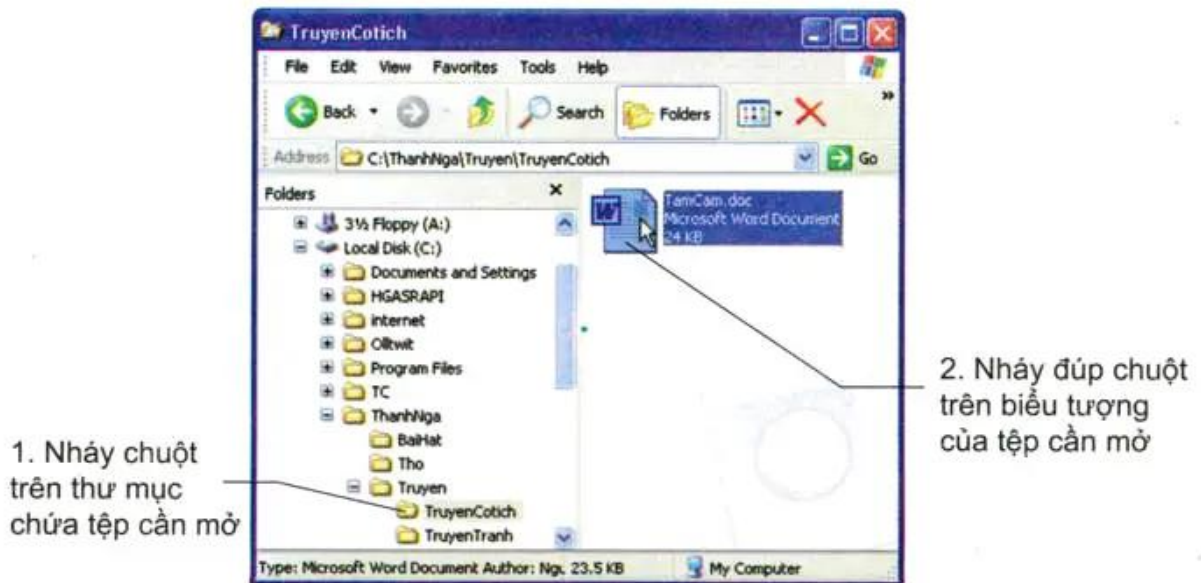 TruyenCotich
File Edit View Favorites Tools Help
Back Search Folders
Address C:\ThanhNga\Truyen\TruyenCotich Go
Folders
3½ Floppy (A:)
Local Disk (C:)
Documents and Settings
HGASRAPI
internet
Olltwit
Program Files
TC
ThanhNga
BaiHat
Tho
Truyen
TruyenCotich
TruyenTranh
TamCam.doc
Microsoft Word Document
24 KB
Type: Microsoft Word Document Author: Ngu, 23.5 KB My Computer
1. Nháy chuột
trên thư mục
chứa tệp cần mở
2. Nháy đúp chuột
trên biểu tượng
của tệp cần mở